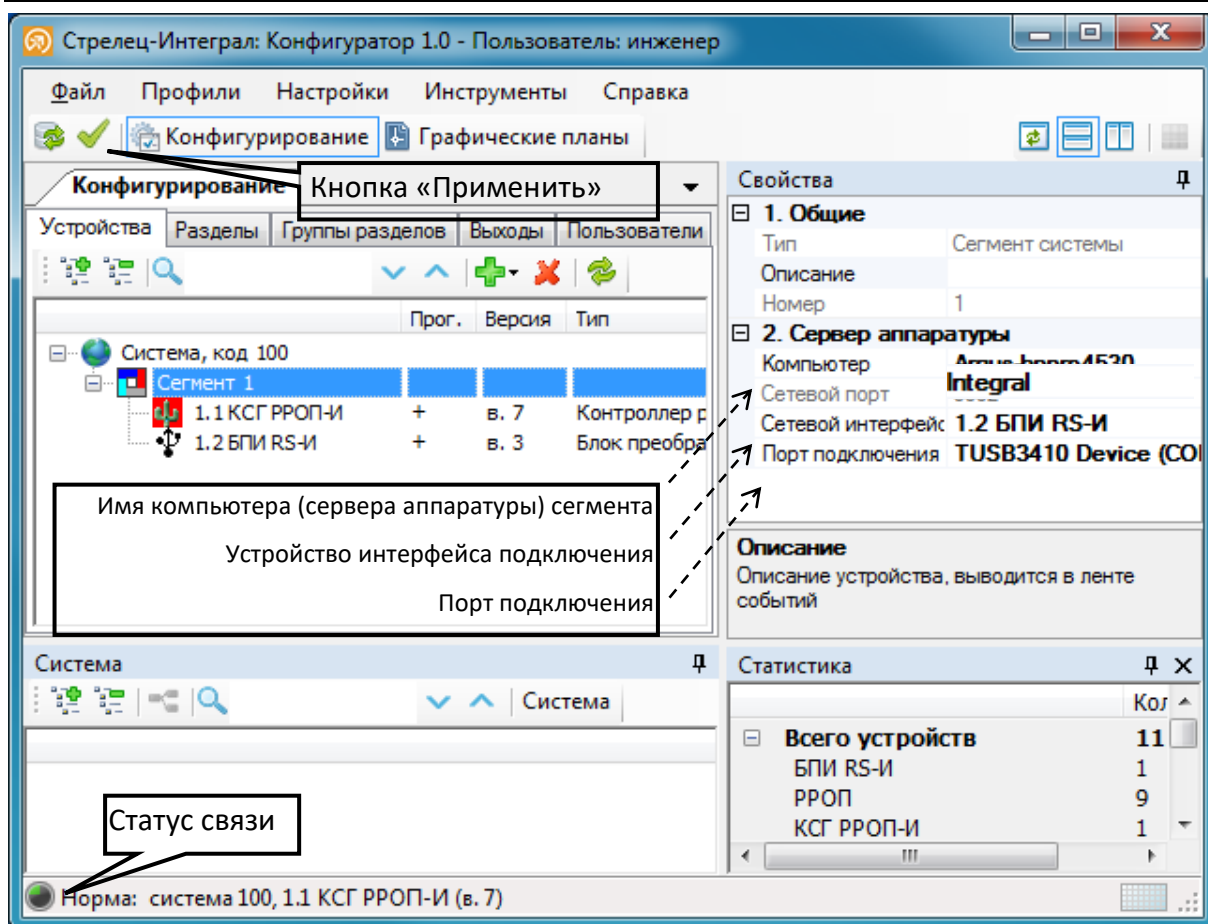 Стрелец-Интеграл: Конфигуратор 1.0 - Пользователь: инженер
Файл Профили Настройки Инструменты Справка
Конфигурирование Графические планы
Конфигурирование
Кнопка «Применить»
Устройства Разделы Группы разделов Выходы Пользователи
Прог. Версия Тип
Система, код 100
Сегмент 1
1.1 КСГ РРОП-И + в. 7 Контроллер р
1.2 БПИ RS-И + в. 3 Блок преобра
Имя компьютера (сервера аппаратуры) сегмента
Устройство интерфейса подключения
Порт подключения
Свойства
1. Общие
Тип Сегмент системы
Описание
Номер 1
2. Сервер аппаратуры
Компьютер
Integral
Сетевой порт
Сетевой интерфейс 1.2 БПИ RS-И
Порт подключения TUSB3410 Device (CO
Описание
Описание устройства, выводится в ленте
событий
Система
Система
Статус связи
Статистика
Кол
Всего устройств 11
БПИ RS-И 1
РРОП 9
КСГ РРОП-И 1
Норма: система 100, 1.1 КСГ РРОП-И (в. 7)